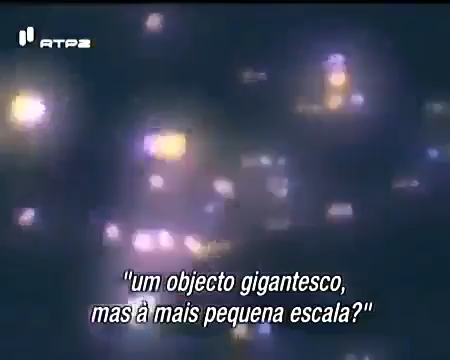 RTP2
"um objecto gigantesco,
mas à mais pequena escala?"